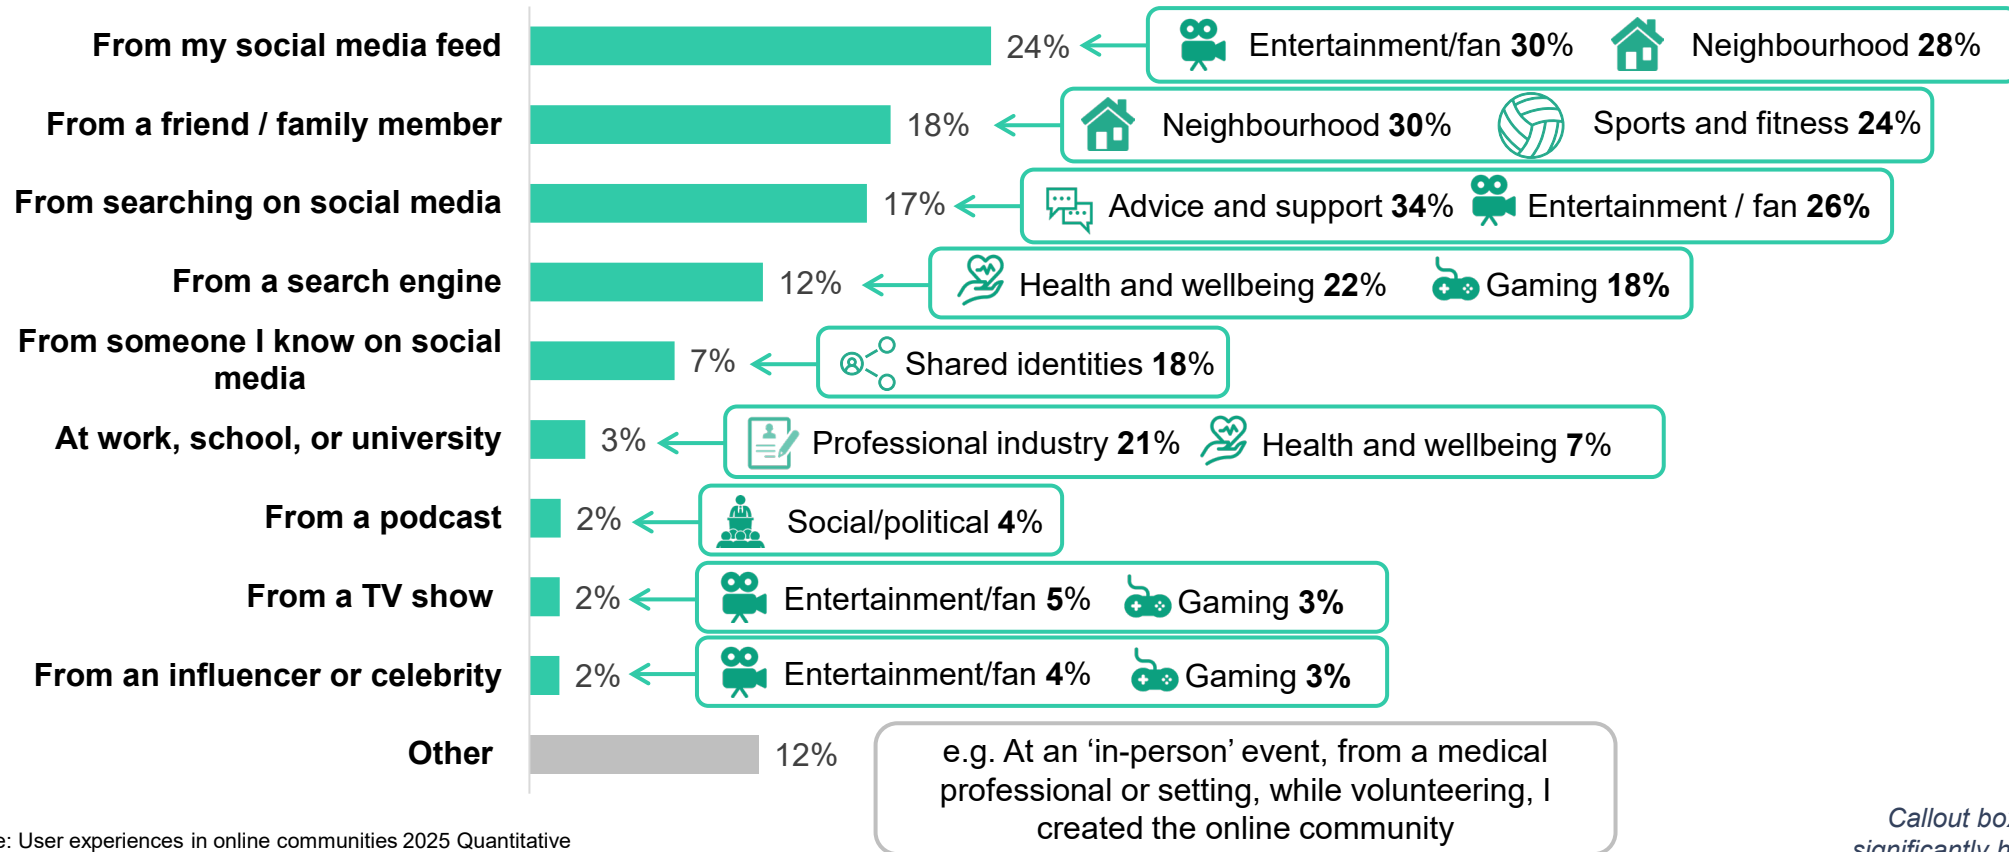 From my social media feed 24% Entertainment/fan 30% Neighbourhood 28%
From a friend / family member 18% Neighbourhood 30% Sports and fitness 24%
From searching on social media 17% Advice and support 34% Entertainment / fan 26%
From a search engine 12% Health and wellbeing 22% Gaming 18%
From someone I know on social
media 7% Shared identities 18%
At work, school, or university 3% Professional industry 21% Health and wellbeing 7%
From a podcast 2% Social/political 4%
From a TV show 2% Entertainment/fan 5% Gaming 3%
From an influencer or celebrity 2% Entertainment/fan 4% Gaming 3%
Other 12%
e.g. At an ‘in-person’ event, from a medical
professional or setting, while volunteering, I
created the online community
: User experiences in online communities 2025 Quantitative
Callout
significantly